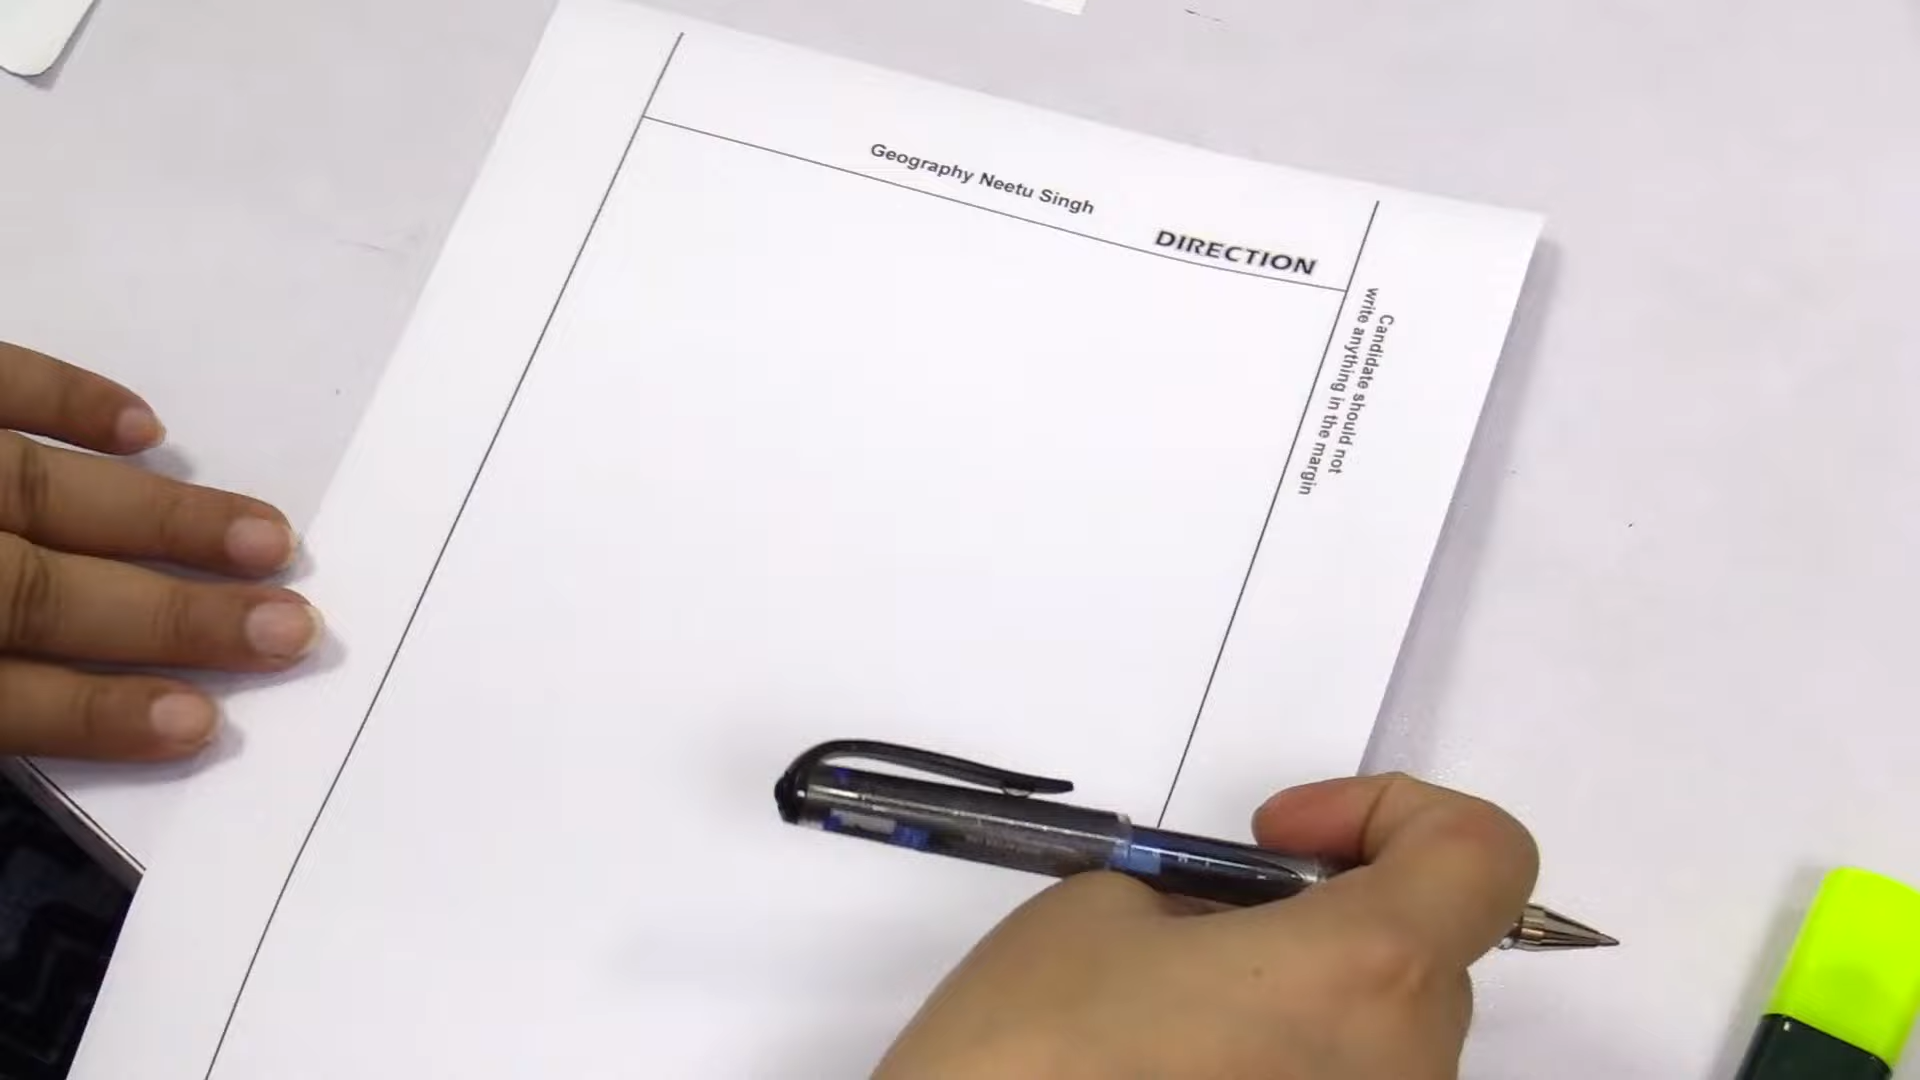 Geography Neetu Singh
DIRECTION
Candidate should not
write anything in the margin